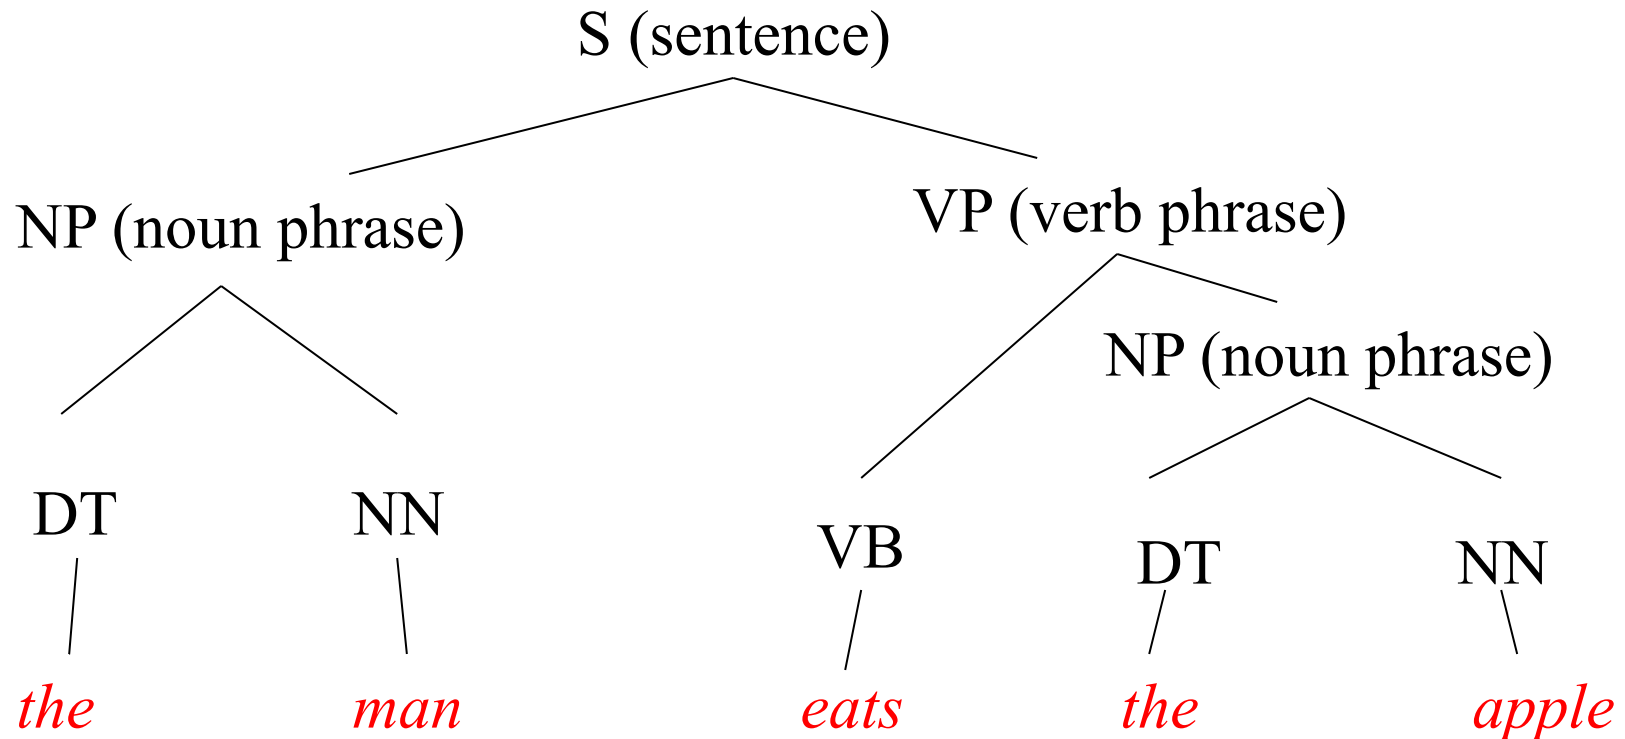 S (sentence)
NP (noun phrase)
VP (verb phrase)
NP (noun phrase)
DT
NN
VB
DT
NN
the
man
eats
the
apple